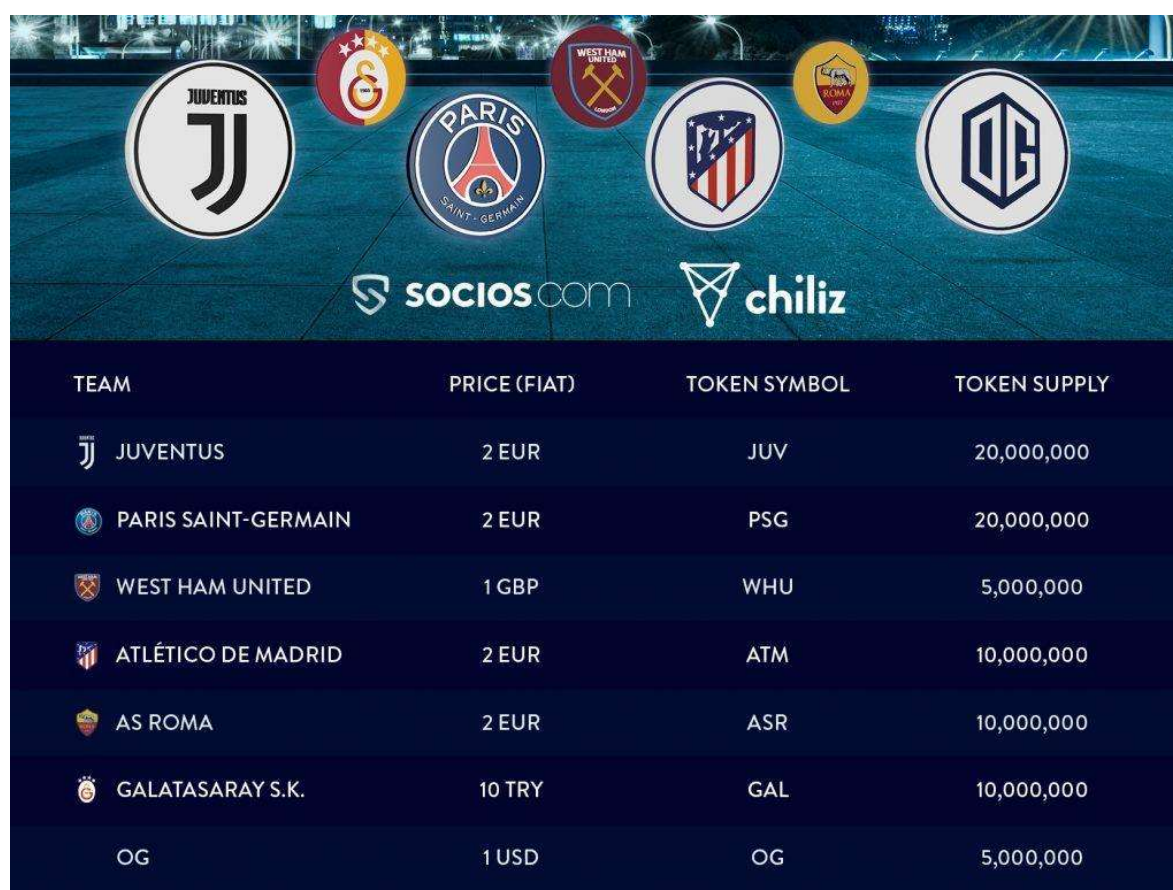 WEST HAM
UNITED
LONDON
ROMA
1927
JUVENTUS
J
PARIS
SAINT-GERMAIN
OG
socios.com
chiliz
TEAM PRICE (FIAT) TOKEN SYMBOL TOKEN SUPPLY
JUVENTUS 2 EUR JUV 20,000,000
PARIS SAINT-GERMAIN 2 EUR PSG 20,000,000
WEST HAM UNITED 1 GBP WHU 5,000,000
ATLÉTICO DE MADRID 2 EUR ATM 10,000,000
AS ROMA 2 EUR ASR 10,000,000
GALATASARAY S.K. 10 TRY GAL 10,000,000
OG 1 USD OG 5,000,000